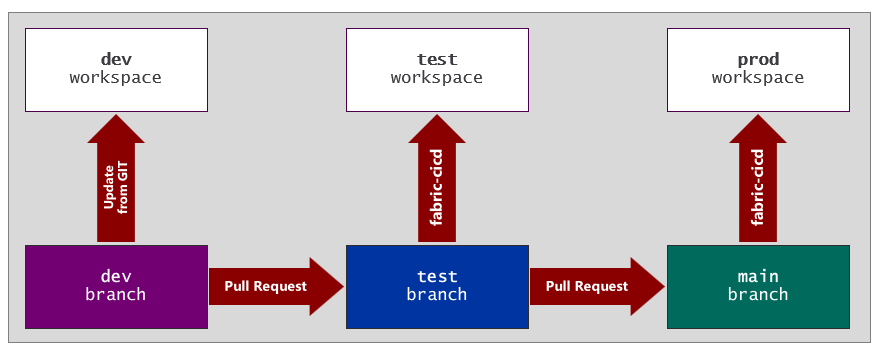 dev
workspace
test
workspace
prod
workspace
Update
from GIT
fabric-cicd
fabric-cicd
dev
branch
Pull Request
test
branch
Pull Request
main
branch